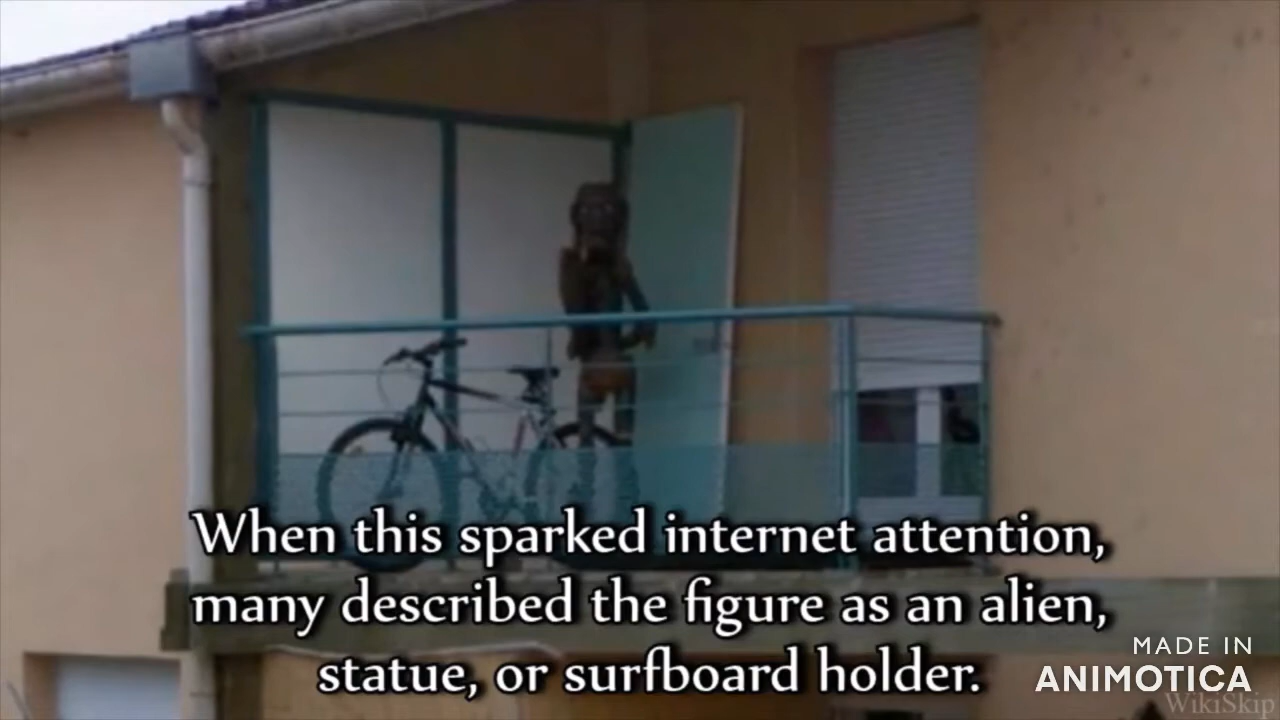 When this sparked internet attention,
many described the figure as an alien,
statue, or surfboard holder.
MADE IN
ANIMOTICA
WikiSkip